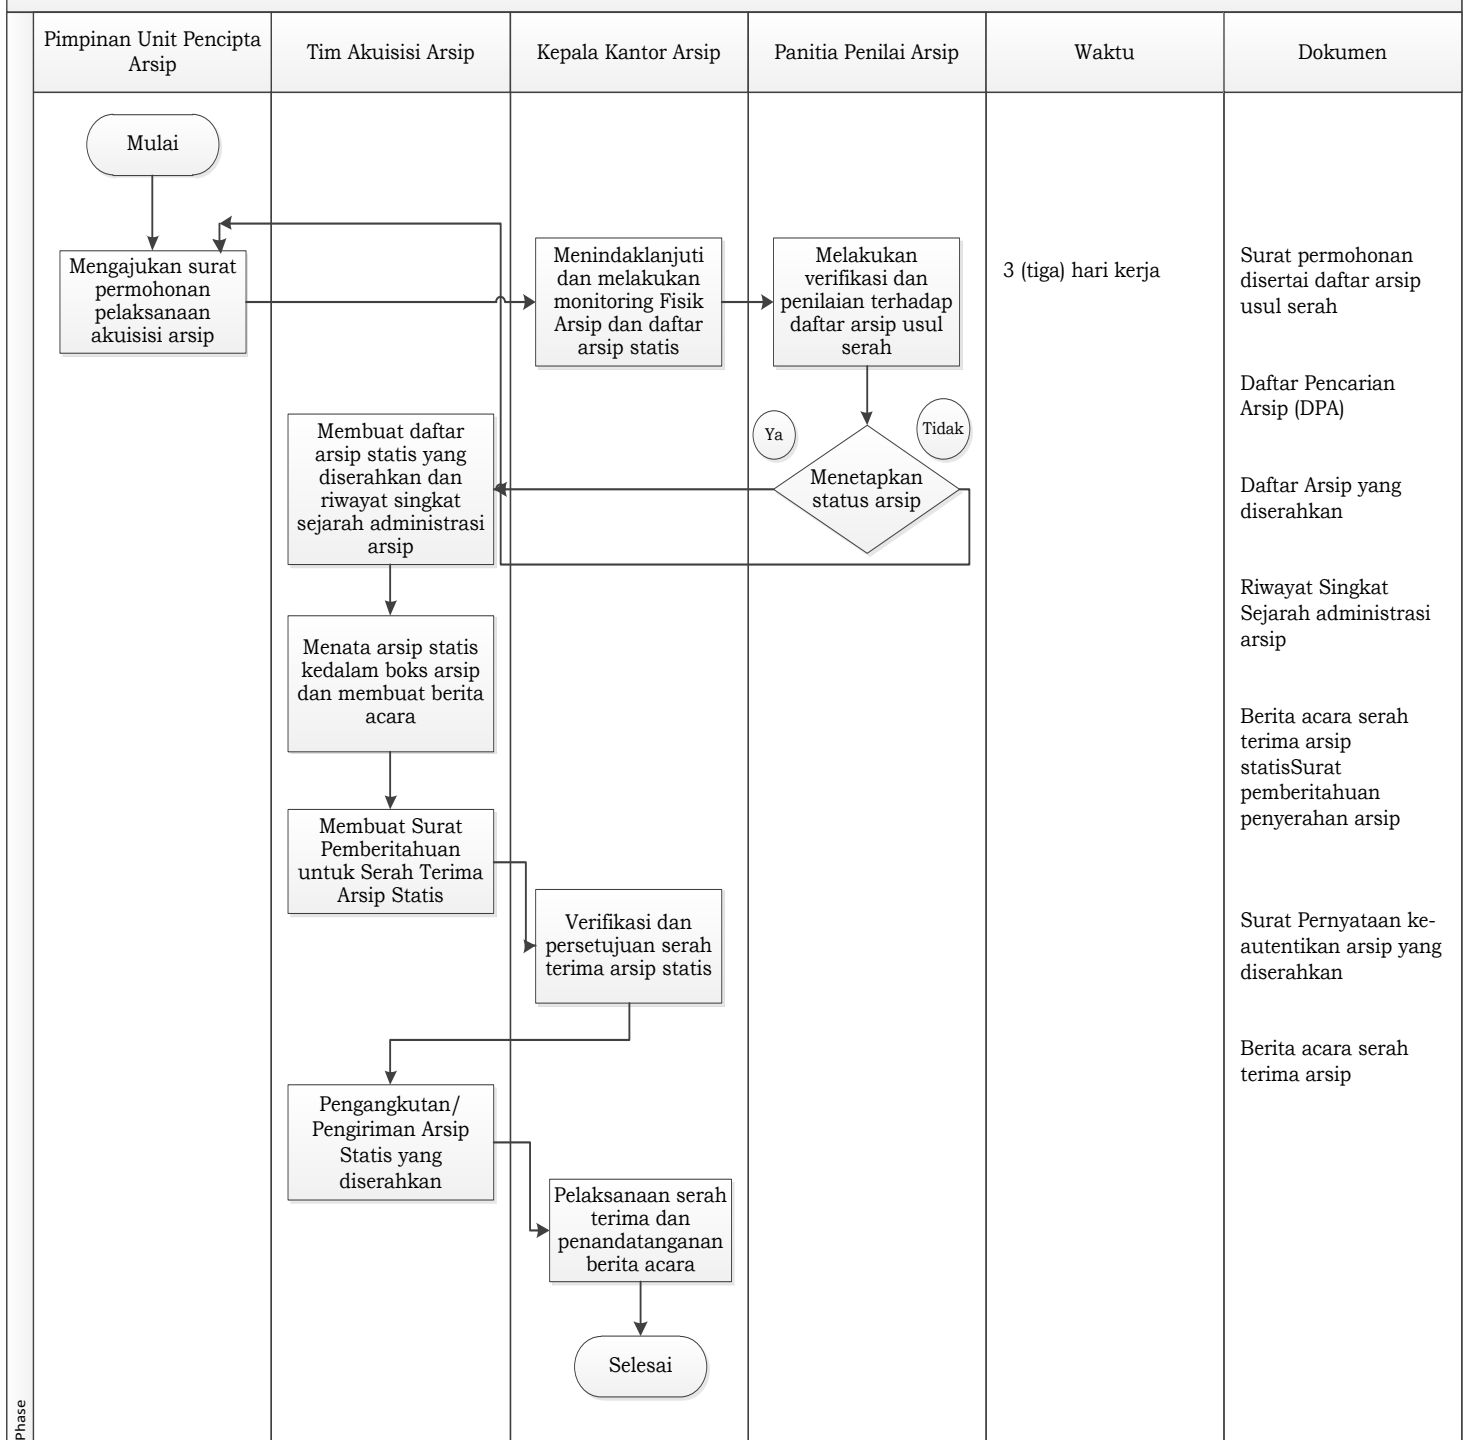 Pimpinan Unit Pencipta
Arsip
Tim Akuisisi Arsip
Kepala Kantor Arsip
Panitia Penilai Arsip
Waktu
Dokumen
Mulai
Mengajukan surat
permohonan
pelaksanaan
akuisisi arsip
Menindaklanjuti
dan melakukan
monitoring Fisik
Arsip dan daftar
arsip statis
Melakukan
verifikasi dan
penilaian terhadap
daftar arsip usul
serah
3 (tiga) hari kerja
Surat permohonan
disertai daftar arsip
usul serah
Daftar Pencarian
Arsip (DPA)
Daftar Arsip yang
diserahkan
Riwayat Singkat
Sejarah administrasi
arsip
Berita acara serah
terima arsip
statisSurat
pemberitahuan
penyerahan arsip
Surat Pernyataan ke-
autentikan arsip yang
diserahkan
Berita acara serah
terima arsip
Ya
Tidak
Menetapkan
status arsip
Membuat daftar
arsip statis yang
diserahkan dan
riwayat singkat
sejarah administrasi
arsip
Menata arsip statis
kedalam boks arsip
dan membuat berita
acara
Membuat Surat
Pemberitahuan
untuk Serah Terima
Arsip Statis
Verifikasi dan
persetujuan serah
terima arsip statis
Pengangkutan/
Pengiriman Arsip
Statis yang
diserahkan
Pelaksanaan serah
terima dan
penandatanganan
berita acara
Selesai
Phase